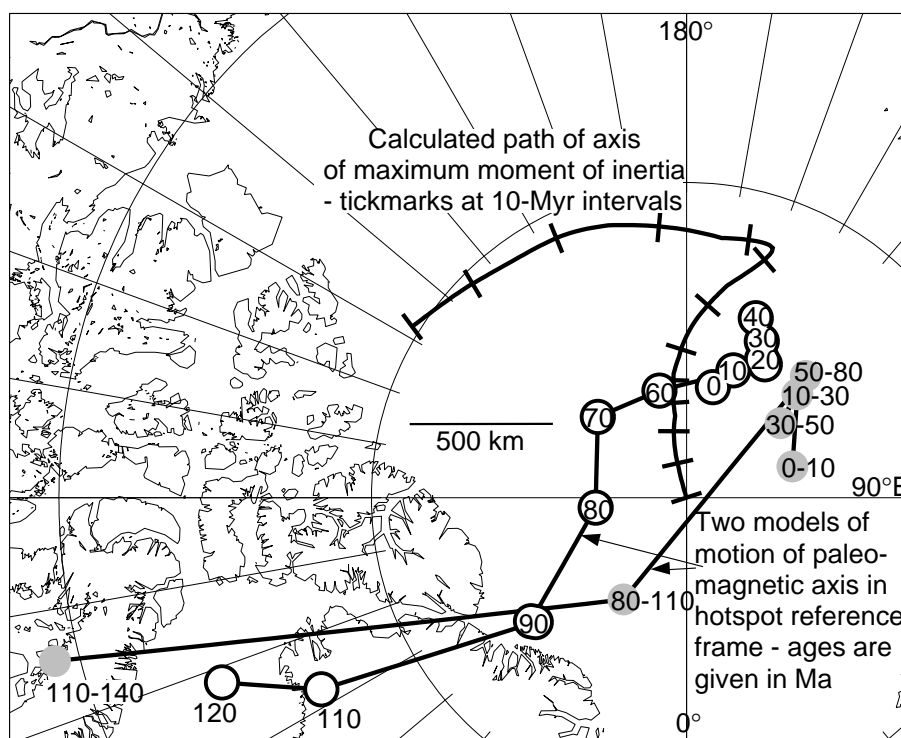 180°
Calculated path of axis
of maximum moment of inertia
- tickmarks at 10-Myr intervals
40
30
20
10
0
60
70
50-80
10-30
30-50
0-10
500 km
90°E
80
Two models of
motion of paleo-
magnetic axis in
hotspot reference
frame - ages are
given in Ma
80-110
90
110-140
120
110
0°